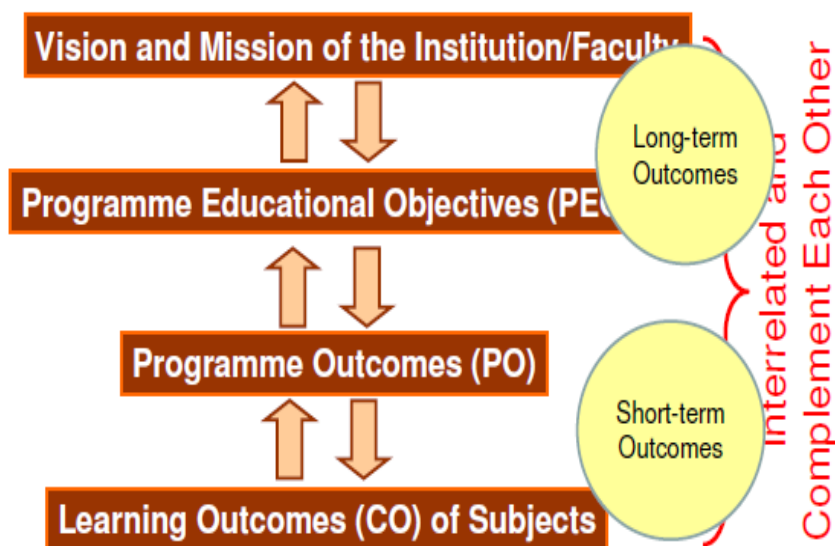 Vision and Mission of the Institution/Faculty
Long-term
Outcomes
Programme Educational Objectives (PEO
Programme Outcomes (PO)
Short-term
Outcomes
Learning Outcomes (CO) of Subjects
Interrelated and
Complement Each Other